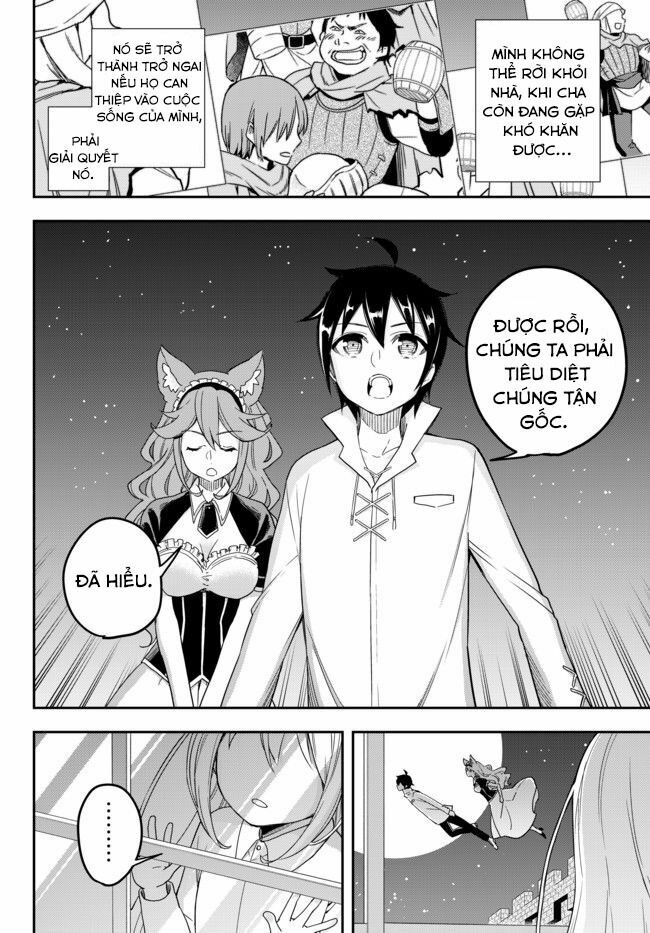 MÌNH KHÔNG
THỂ RỜI KHỎI
NHÀ, KHI CHA
CÒN ĐANG GẶP
KHÓ KHĂN
ĐƯỢC...
NÓ SẼ TRỞ
THÀNH TRỞ NGẠI
NẾU HỌ CAN
THIỆP VÀO CUỘC
SỐNG CỦA MÌNH,
PHẢI
GIẢI QUYẾT
NÓ.
ĐƯỢC RỒI,
CHÚNG TA PHẢI
TIÊU DIỆT
CHÚNG TẬN
GỐC.
ĐÃ HIỂU.
........